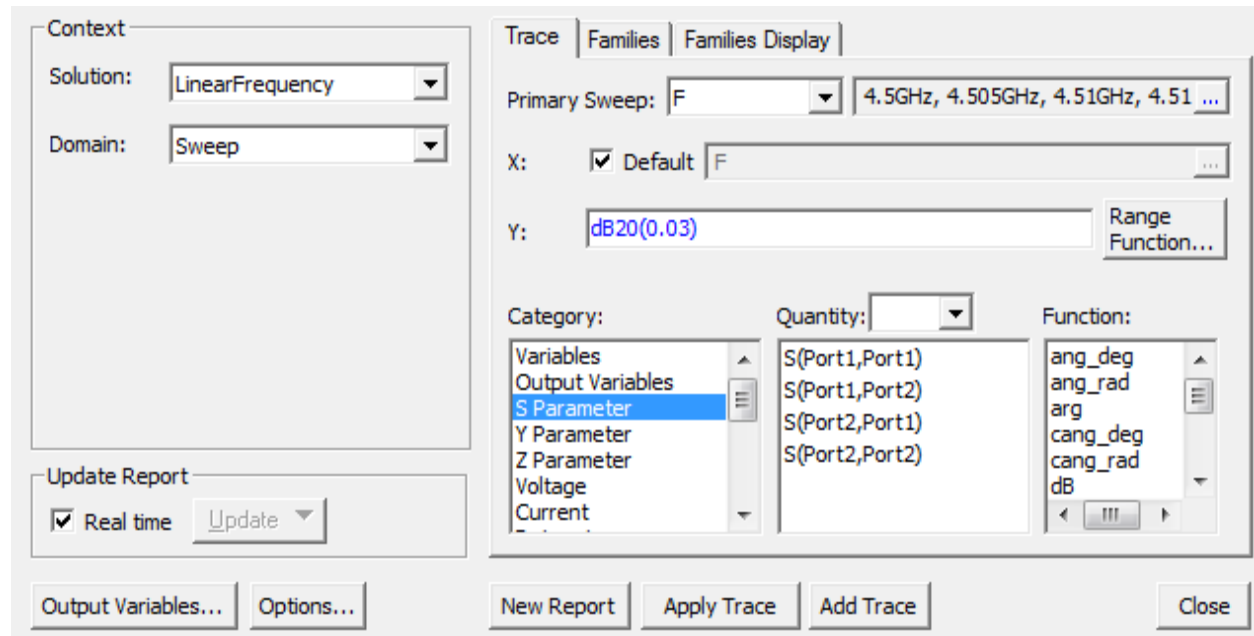 Context
Solution: LinearFrequency
Domain: Sweep
Update Report
Real time Update
Output Variables... Options...
Trace Families Families Display
Primary Sweep: F 4.5GHz, 4.505GHz, 4.51GHz, 4.51 ...
X: Default F ...
Y: dB20(0.03) Range
Function...
Category: Quantity: Function:
Variables S(Port1,Port1) ang_deg
Output Variables S(Port1,Port2) ang_rad
S Parameter S(Port2,Port1) arg
Y Parameter S(Port2,Port2) cang_deg
Z Parameter cang_rad
Voltage dB
Current
New Report Apply Trace Add Trace Close